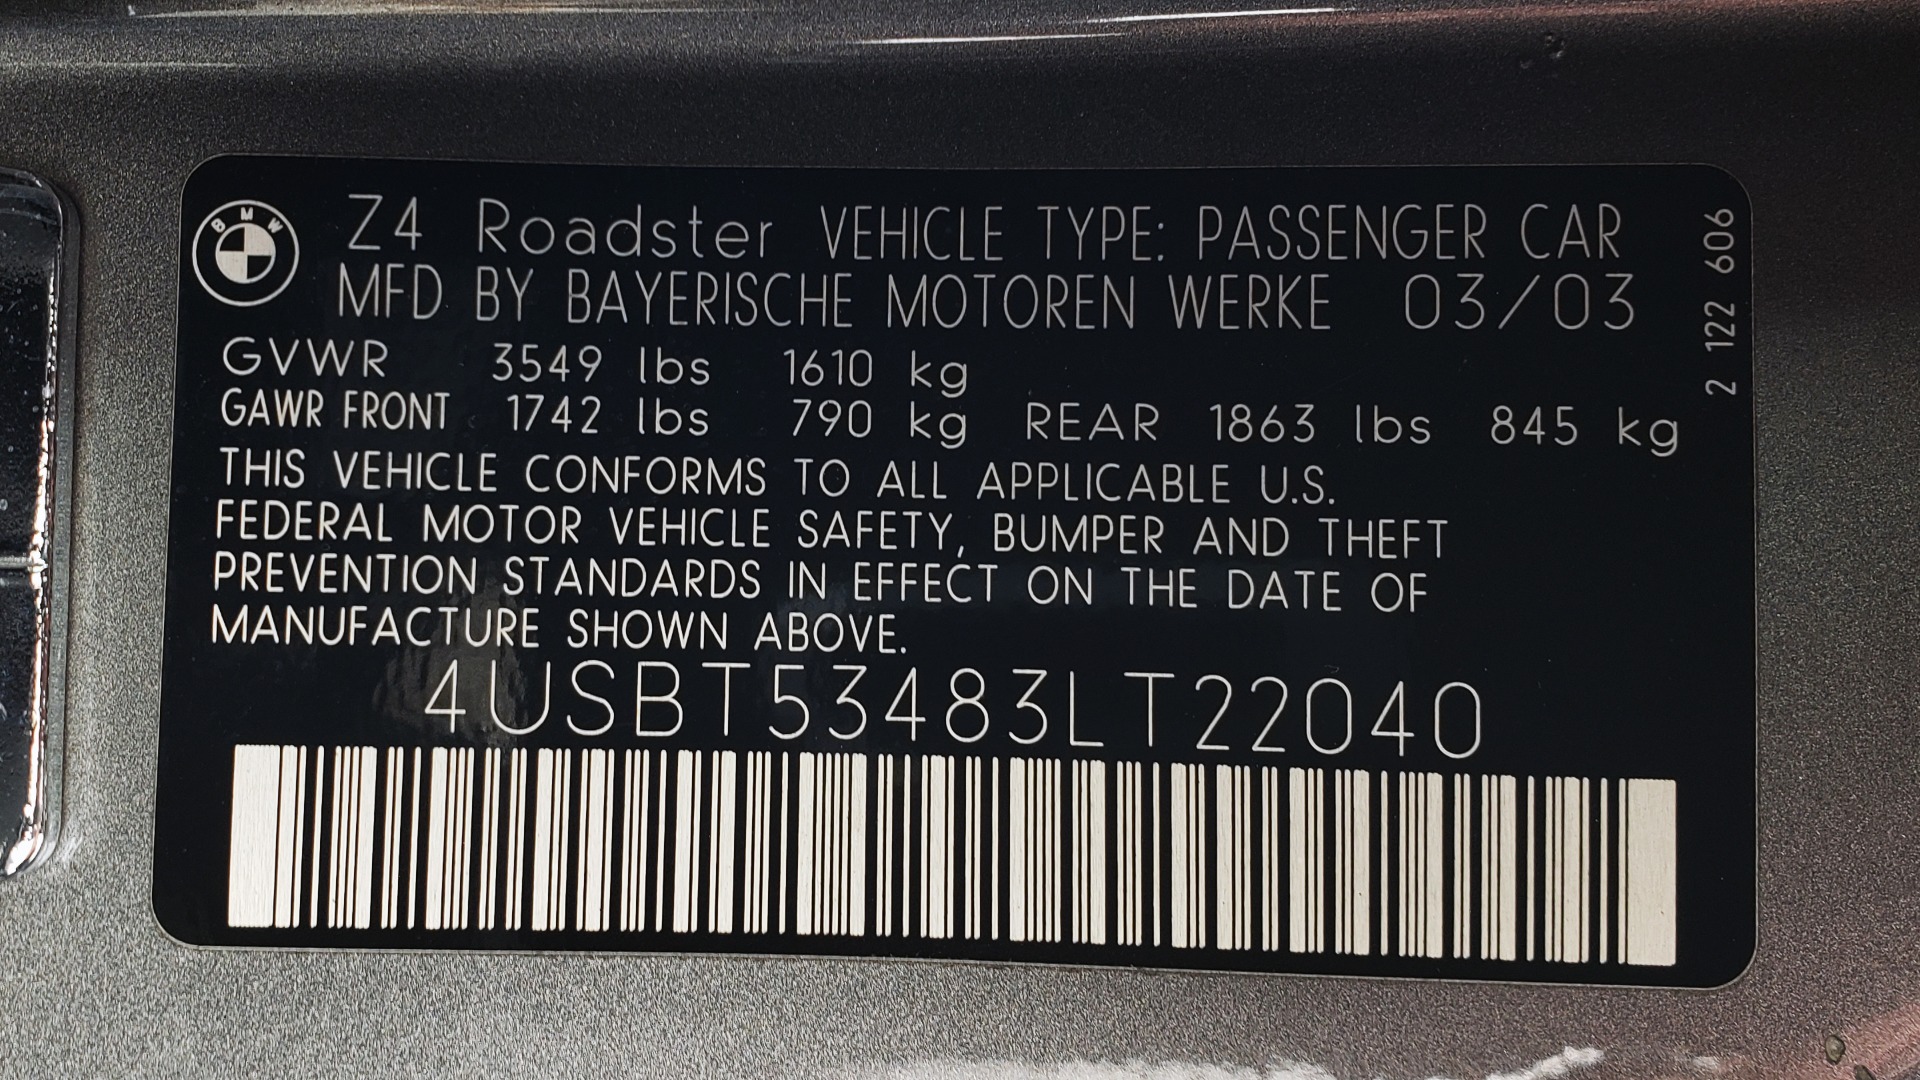 BMW
Z4 Roadster VEHICLE TYPE: PASSENGER CAR
MFD BY BAYERISCHE MOTOREN WERKE 03/03
GVWR 3549 lbs 1610 kg
GAWR FRONT 1742 lbs 790 kg REAR 1863 lbs 845 kg
THIS VEHICLE CONFORMS TO ALL APPLICABLE U.S.
FEDERAL MOTOR VEHICLE SAFETY, BUMPER AND THEFT
PREVENTION STANDARDS IN EFFECT ON THE DATE OF
MANUFACTURE SHOWN ABOVE.
4USBT53483LT22040
2 122 606